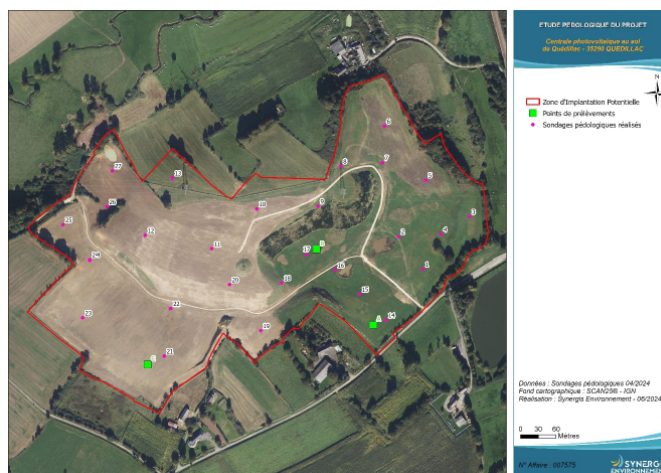 ETUDE PEDOLOGIQUE DU PROJET
Centrale photovoltaïque au sol
de Quédillac - 35290 QUEDILLAC
N
Zone d'Implantation Potentielle
Points de prélèvements
Sondages pédologiques réalisés
6
7
8
5
27
13
26
10
9
3
25
12
2
4
11
17
B
24
16
1
20
18
15
22
23
A
14
19
21
C
Données : Sondages pédologiques 04/2024
Fond cartographique : SCAN25® - IGN
Réalisation : Synergis Environnement - 06/2024
0 30 60
Mètres
N° Affaire : 007575
SYNERG
ENVIRONNEME